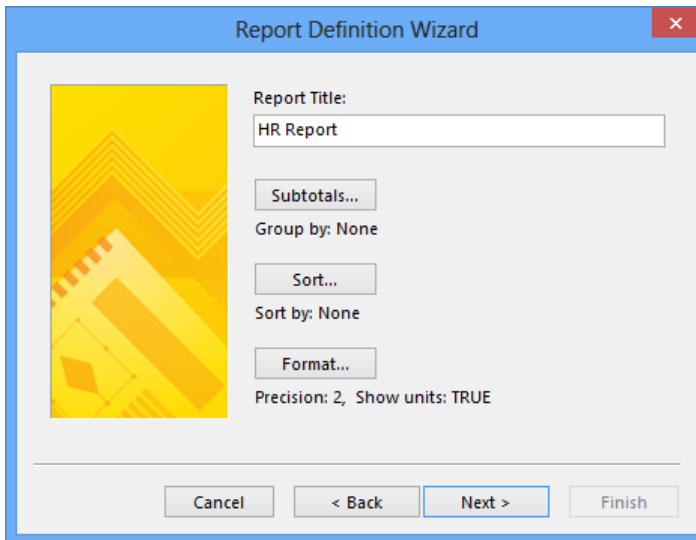 Report Definition Wizard
Report Title:
HR Report
Subtotals...
Group by: None
Sort...
Sort by: None
Format...
Precision: 2, Show units: TRUE
Cancel
< Back
Next >
Finish